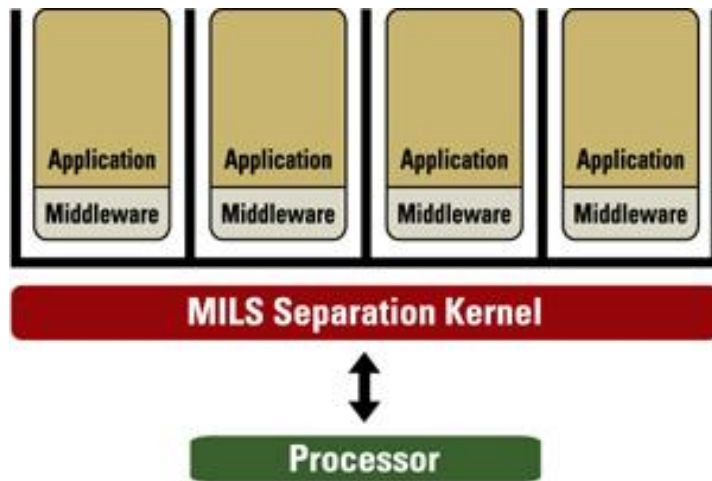 Application Application Application Application
Middleware Middleware Middleware Middleware
MILS Separation Kernel
Processor